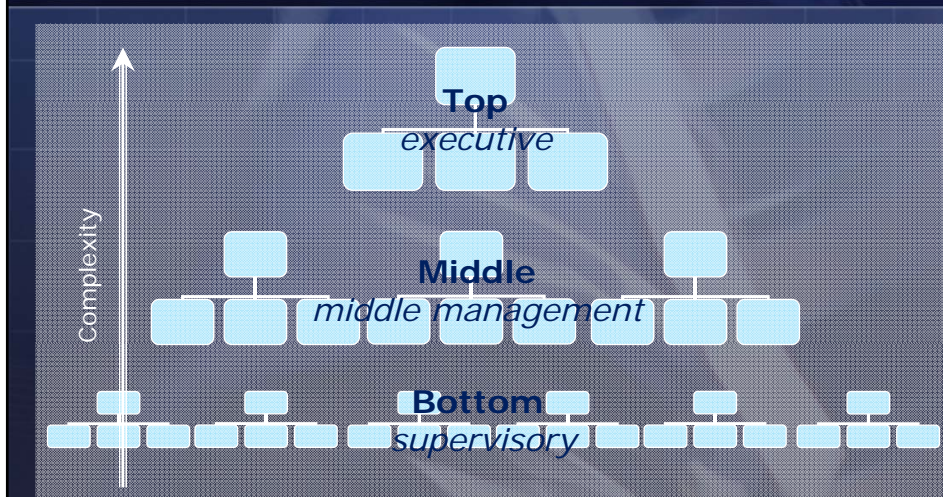 Top
executive
Complexity
Middle
middle management
Bottom
supervisory